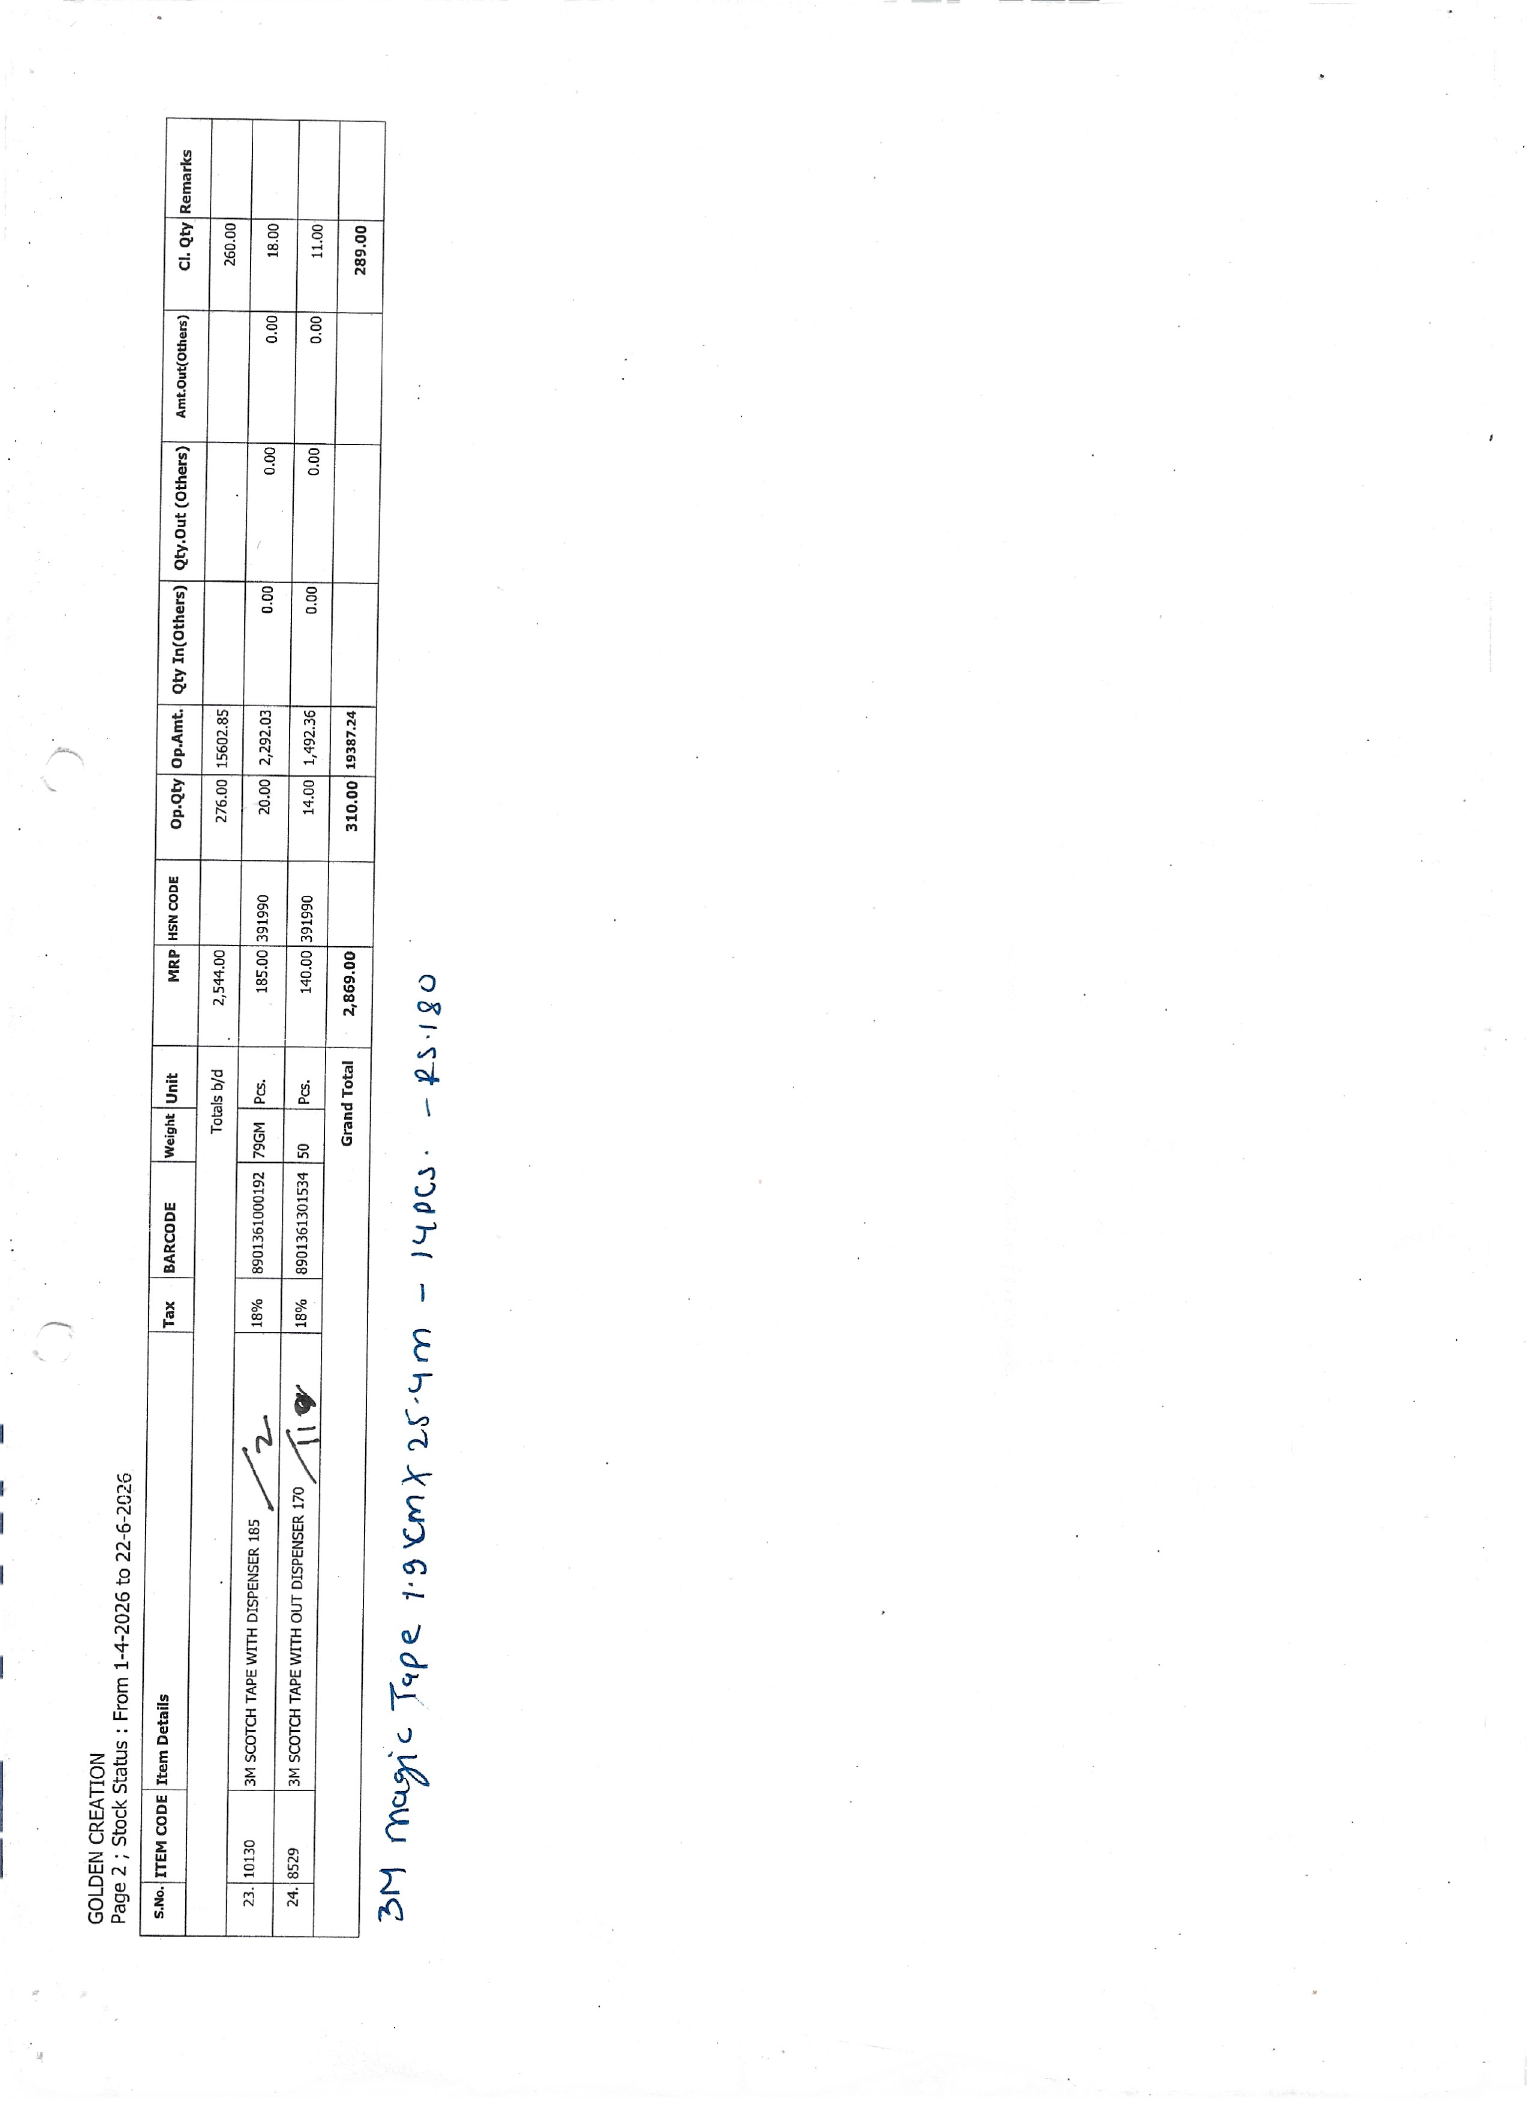 GOLDEN CREATION
Page 2 ; Stock Status : From 1-4-2026 to 22-6-2026
S.No. ITEM CODE Item Details Tax BARCODE Weight Unit MRP HSN CODE Op.Qty Op.Amt. Qty In(Others) Qty.Out (Others) Amt.Out(Others) Cl. Qty Remarks
Totals b/d 2,544.00 276.00 15602.85 260.00
23. 10130 3M SCOTCH TAPE WITH DISPENSER 185 2 18% 8901361000192 79GM Pcs. 185.00 391990 20.00 2,292.03 0.00 0.00 0.00 18.00
24. 8529 3M SCOTCH TAPE WITH OUT DISPENSER 170 11 18% 8901361301534 50 Pcs. 140.00 391990 14.00 1,492.36 0.00 0.00 0.00 11.00
Grand Total 2,869.00 310.00 19387.24 289.00
3M Magic Tape 1.9 cm X 25.4m - 14pcs. - RS.180